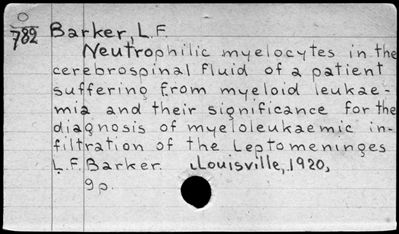 O
782 Barker, L.F.
Neutrophilic myelocytes in the
cerebrospinal fluid of a patient
suffering from myeloid leukae-
mia and their significance for the
diagnosis of myeloleukaemic in-
filtration of the Leptomeninges
L.F. Barker. Louisville, 1920,
9p.